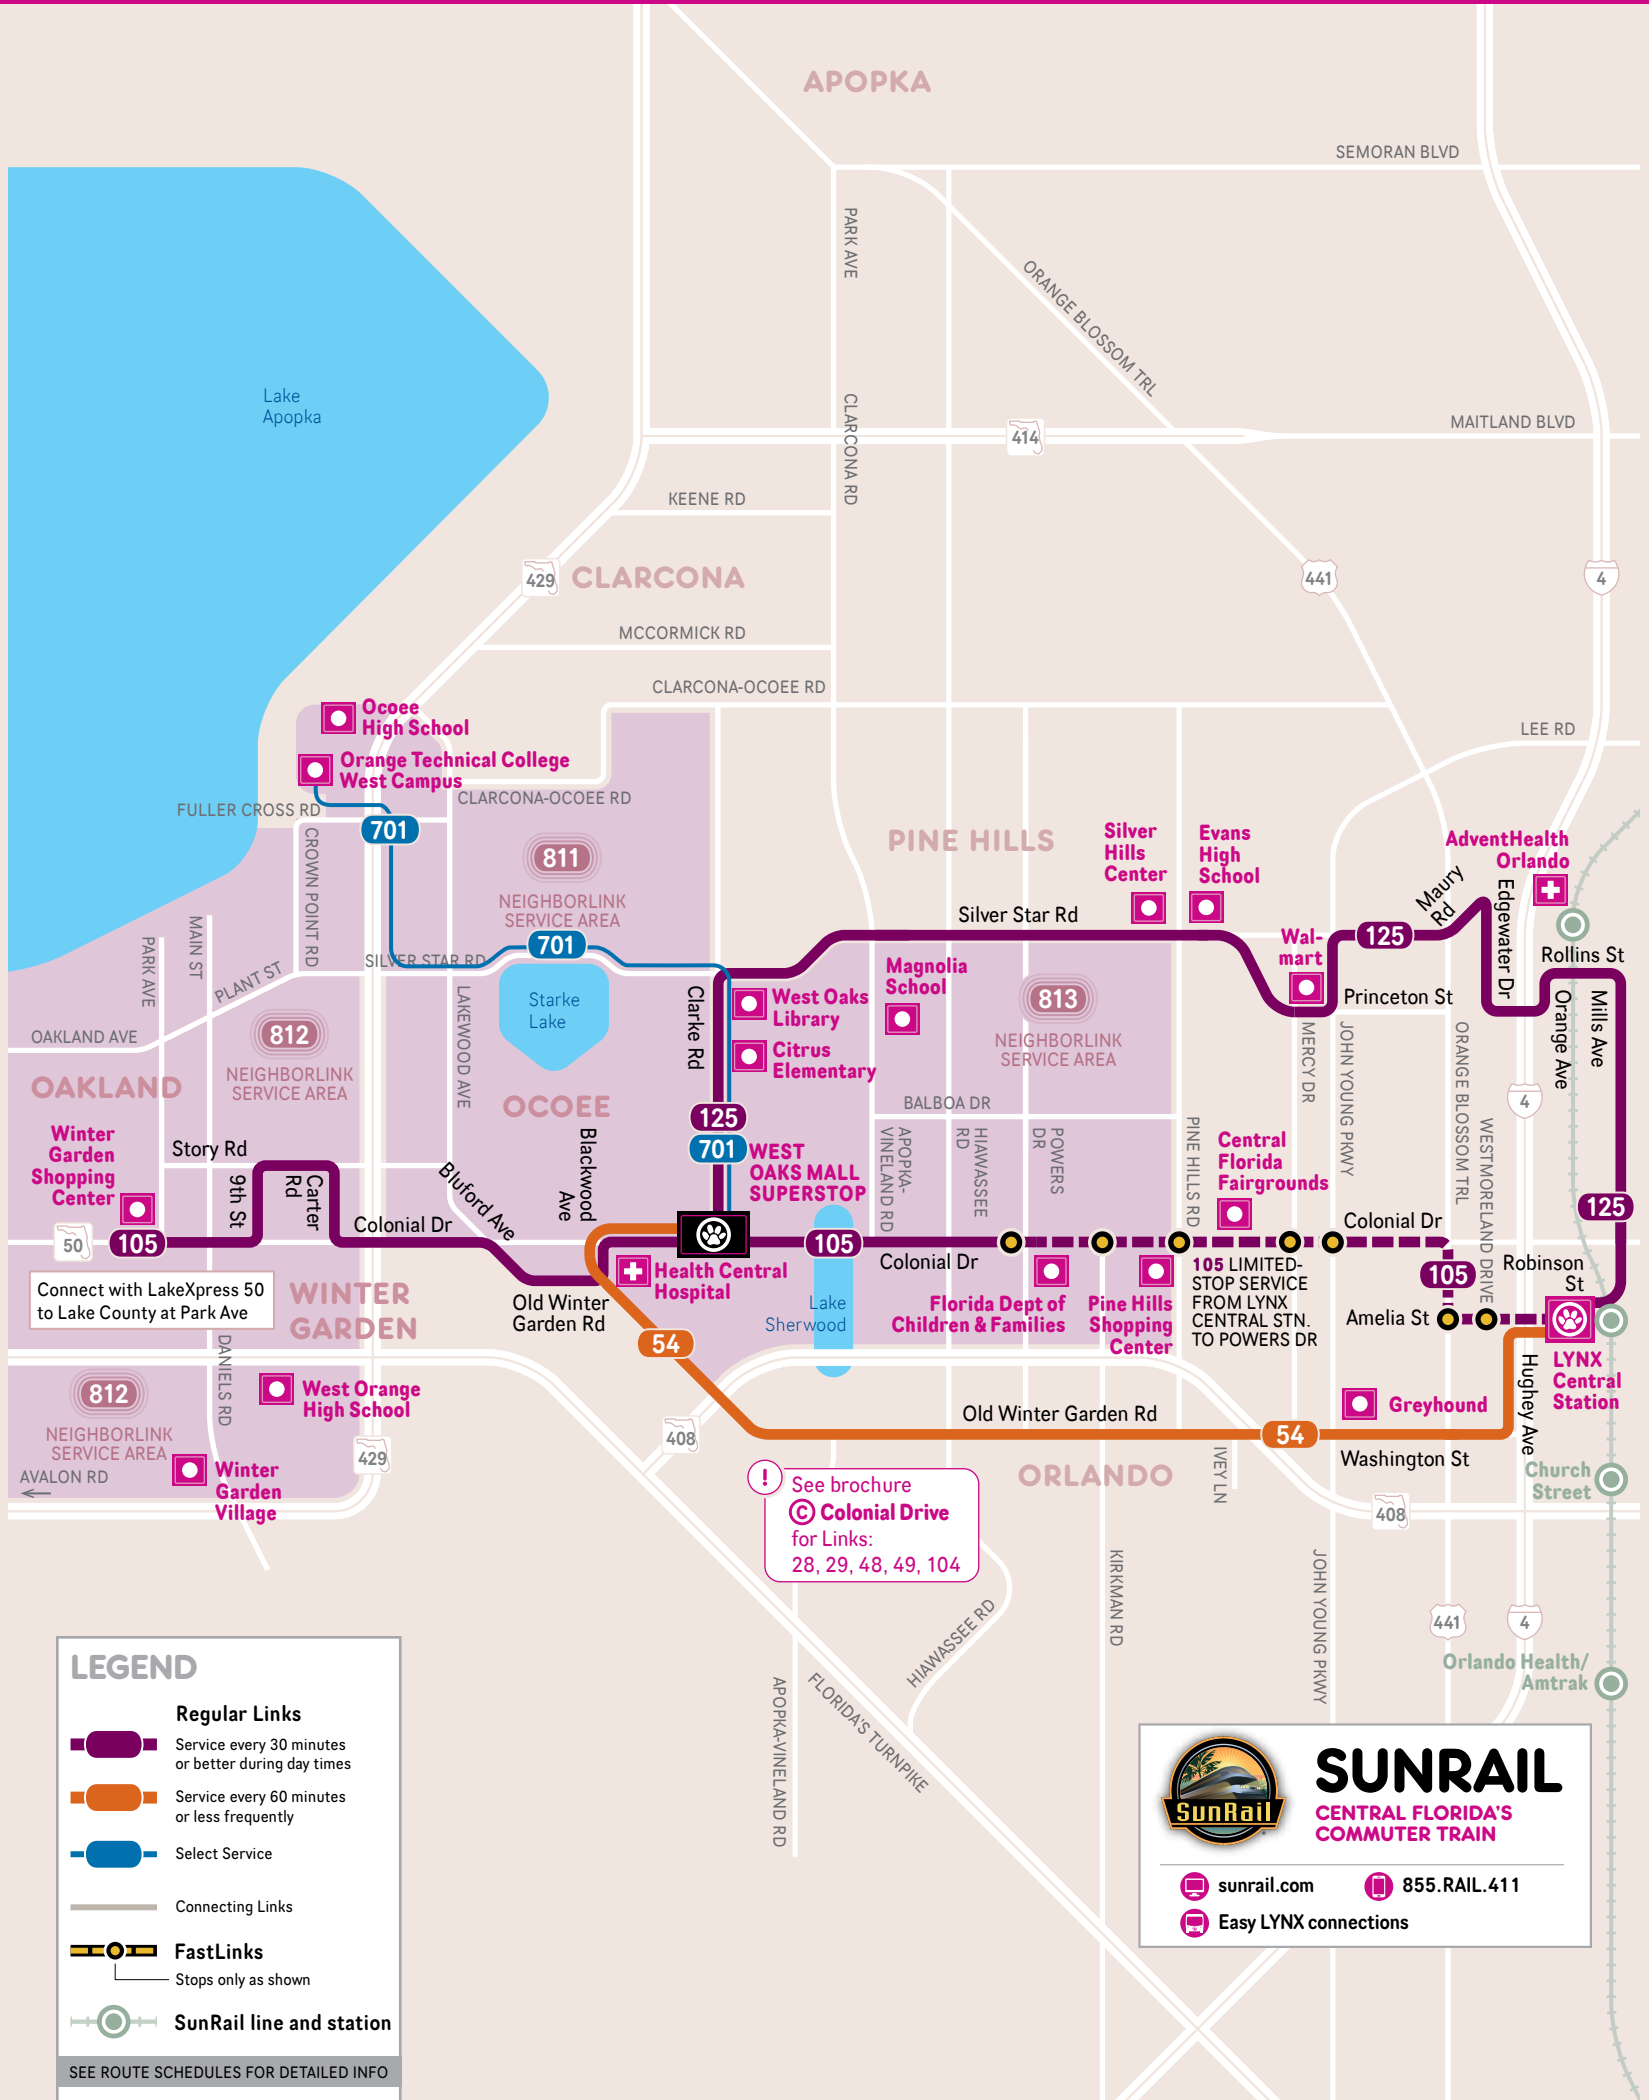 APOPKA
SEMORAN BLVD
PARK AVE
ORANGE BLOSSOM TRL
Lake
Apopka
CLARCONA RD
414
MAITLAND BLVD
KEENE RD
429
CLARCONA
441
4
MCCORMICK RD
CLARCONA-OCOEE RD
Ocoee
High School
LEE RD
Orange Technical College
West Campus
CLARCONA-OCOEE RD
FULLER CROSS RD
701
CROWN POINT RD
811
NEIGHBORLINK
SERVICE AREA
PINE HILLS
Silver
Hills
Center
Evans
High
School
AdventHealth
Orlando
Maury
Rd
Edgewater Dr
Silver Star Rd
125
Wal-
mart
Rollins St
701
SILVER STAR RD
MAIN ST
PARK AVE
PLANT ST
LAKEWOOD AVE
Starke
Lake
Clarke Rd
West Oaks
Library
Magnolia
School
813
NEIGHBORLINK
SERVICE AREA
Princeton St
Orange Ave
Mills Ave
OAKLAND AVE
812
NEIGHBORLINK
SERVICE AREA
Citrus
Elementary
MERCY DR
JOHN YOUNG PKWY
ORANGE BLOSSOM TRL
OAKLAND
OCOEE
BALBOA DR
4
125
701
WEST
OAKS MALL
SUPERSTOP
Winter
Garden
Shopping
Center
Story Rd
9th St
Carter
Rd
Bluford Ave
Blackwood
Ave
APOPKA-
VINELAND RD
HIAWASSEE
RD
POWERS
DR
PINE HILLS RD
Central
Florida
Fairgrounds
WESTMORELAND DRIVE
125
50
105
Colonial Dr
105
Colonial Dr
Colonial Dr
Connect with LakeXpress 50
to Lake County at Park Ave
WINTER
GARDEN
Old Winter
Garden Rd
Health Central
Hospital
Lake
Sherwood
Florida Dept of
Children & Families
Pine Hills
Shopping
Center
105 LIMITED-
STOP SERVICE
FROM LYNX
CENTRAL STN.
TO POWERS DR
105
Robinson
St
Amelia St
54
DANIELS RD
Hughey Ave
LYNX
Central
Station
812
NEIGHBORLINK
SERVICE AREA
West Orange
High School
Greyhound
Old Winter Garden Rd
54
Washington St
408
429
AVALON RD
Winter
Garden
Village
ORLANDO
IVEY LN
Church
Street
408
!
See brochure
C Colonial Drive
for Links:
28, 29, 48, 49, 104
HIAWASSEE RD
KIRKMAN RD
JOHN YOUNG PKWY
441
4
Orlando Health/
Amtrak
APOPKA-VINELAND RD
FLORIDA'S TURNPIKE
LEGEND
Regular Links
Service every 30 minutes
or better during day times
Service every 60 minutes
or less frequently
Select Service
Connecting Links
FastLinks
Stops only as shown
SunRail line and station
SEE ROUTE SCHEDULES FOR DETAILED INFO
SunRail
SUNRAIL
CENTRAL FLORIDA'S
COMMUTER TRAIN
sunrail.com
855.RAIL.411
Easy LYNX connections